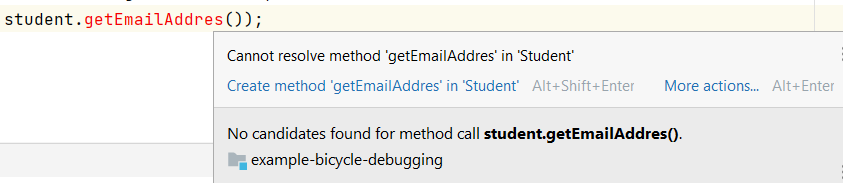 student.getEmailAddres());
Cannot resolve method 'getEmailAddres' in 'Student'
Create method 'getEmailAddres' in 'Student' Alt+Shift+Enter More actions... Alt+Enter
No candidates found for method call student.getEmailAddres().
example-bicycle-debugging